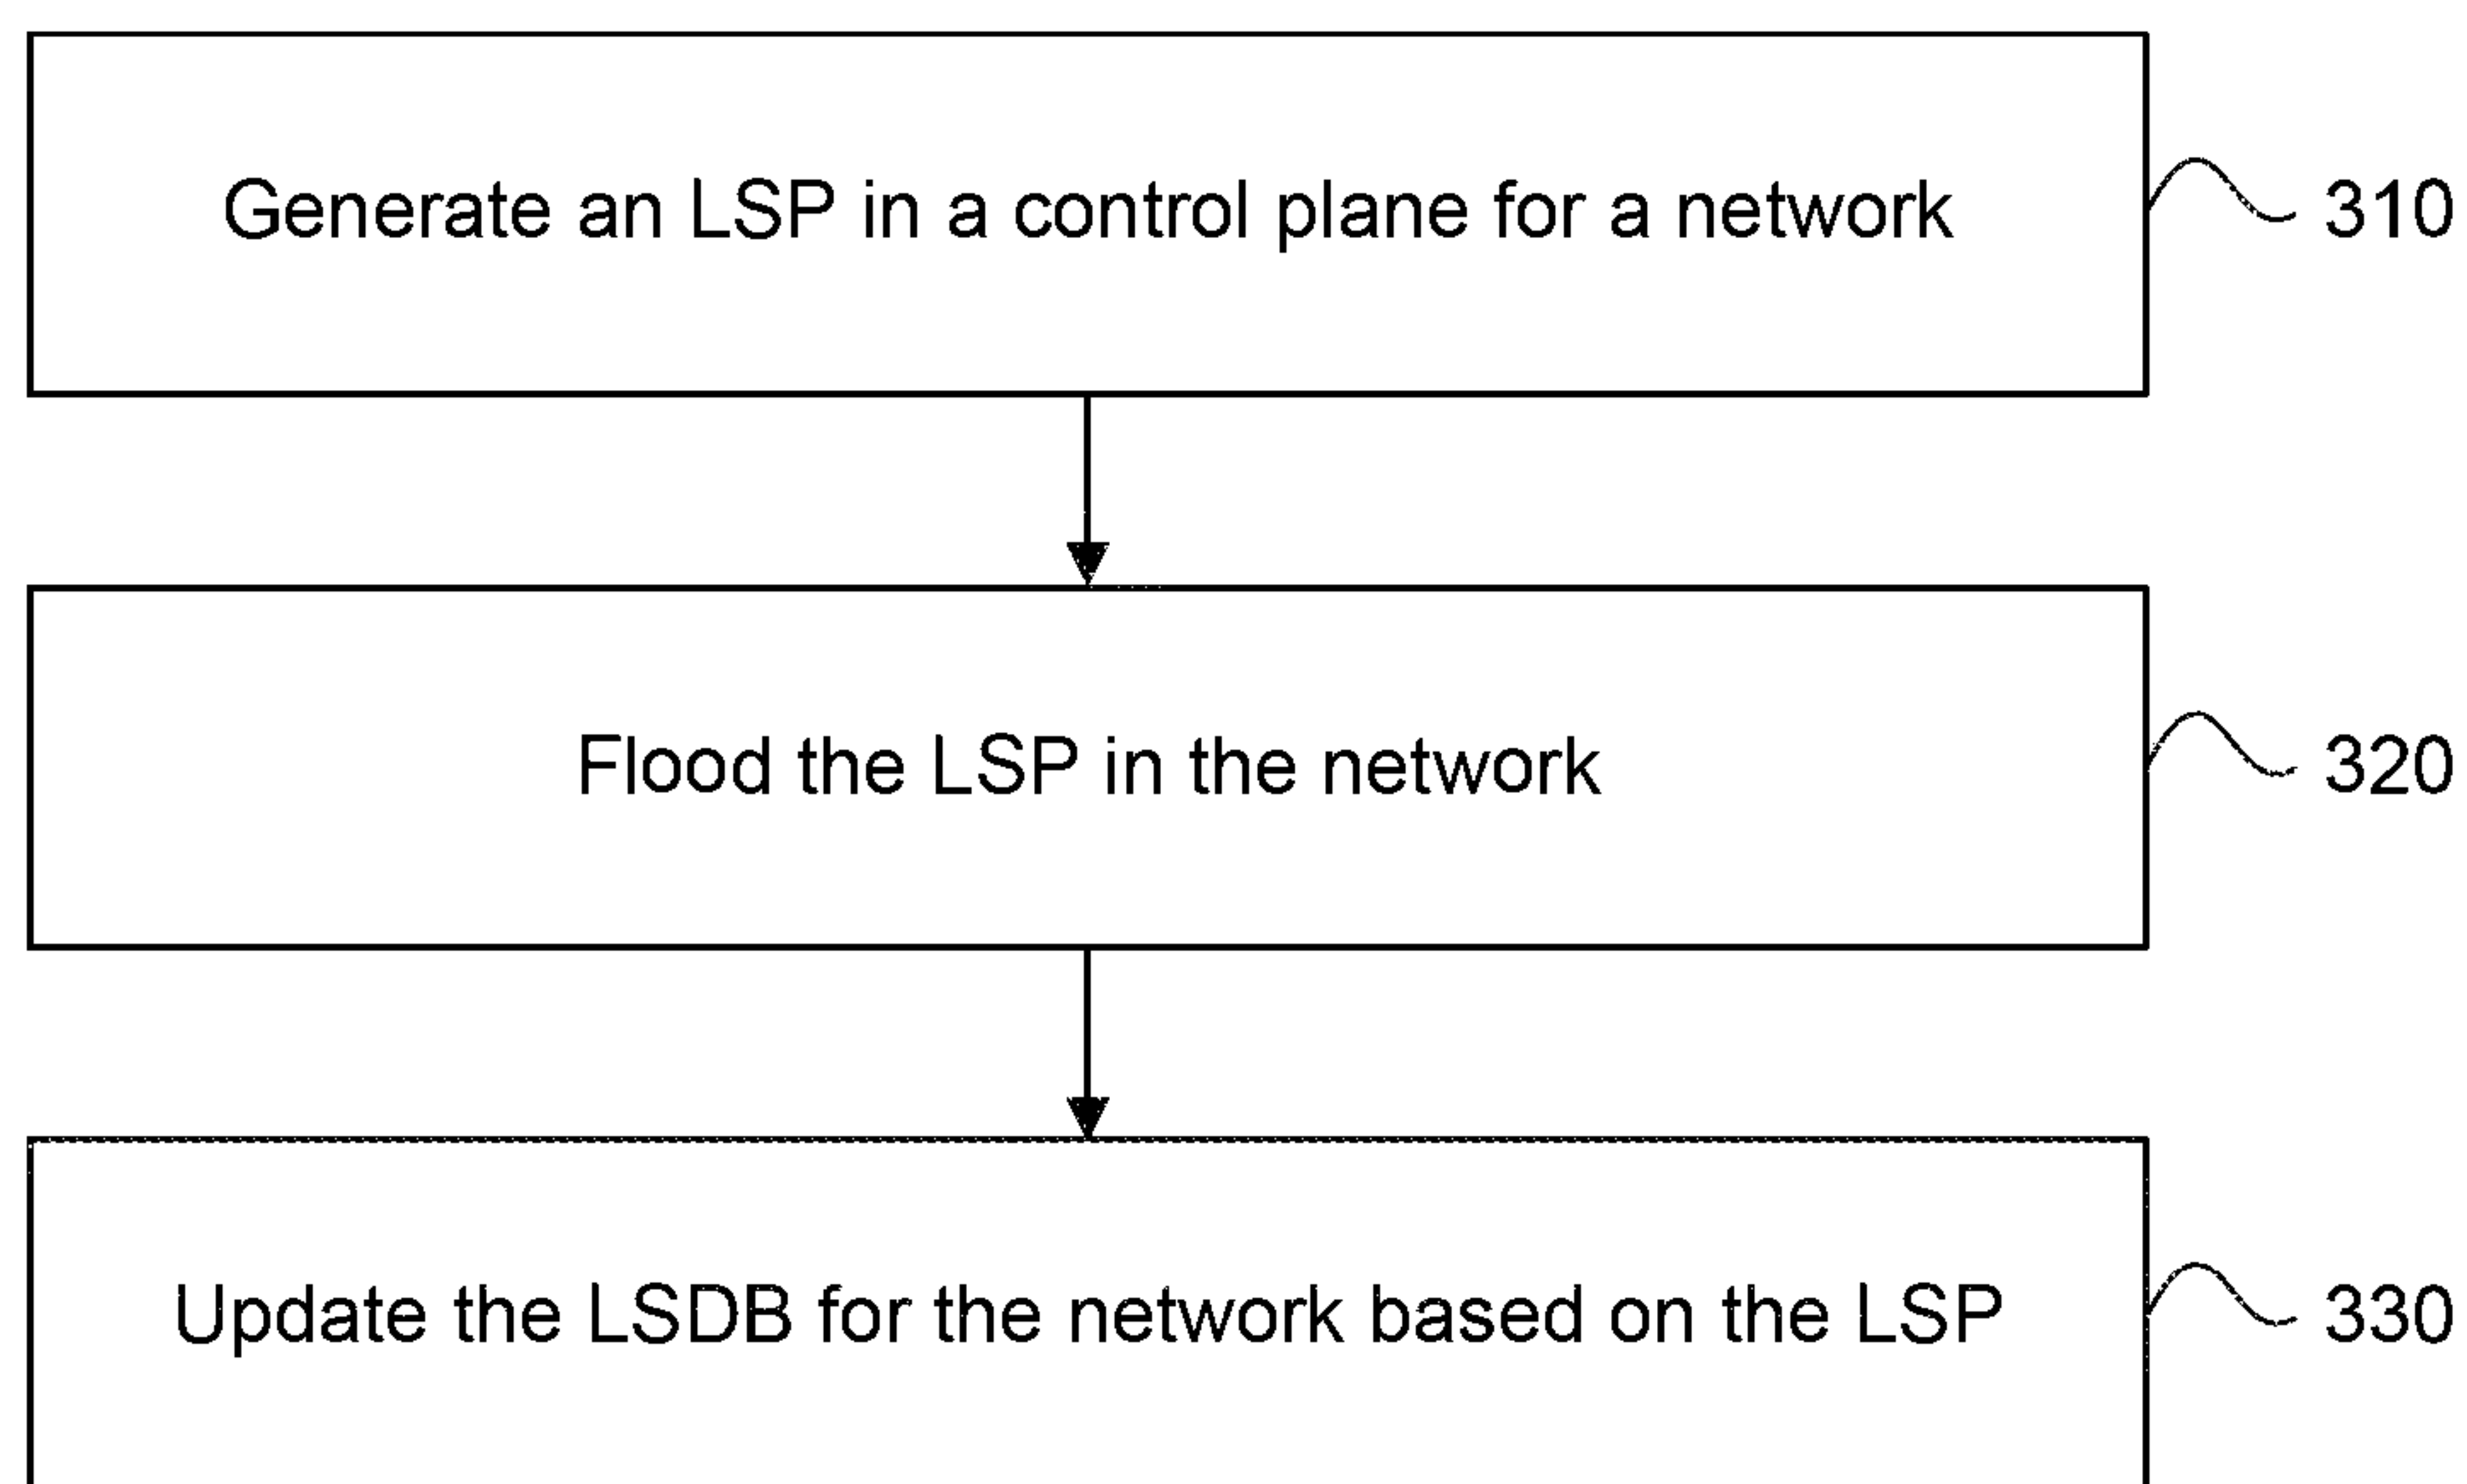 Generate an LSP in a control plane for a network
310
Flood the LSP in the network
320
Update the LSDB for the network based on the LSP
330